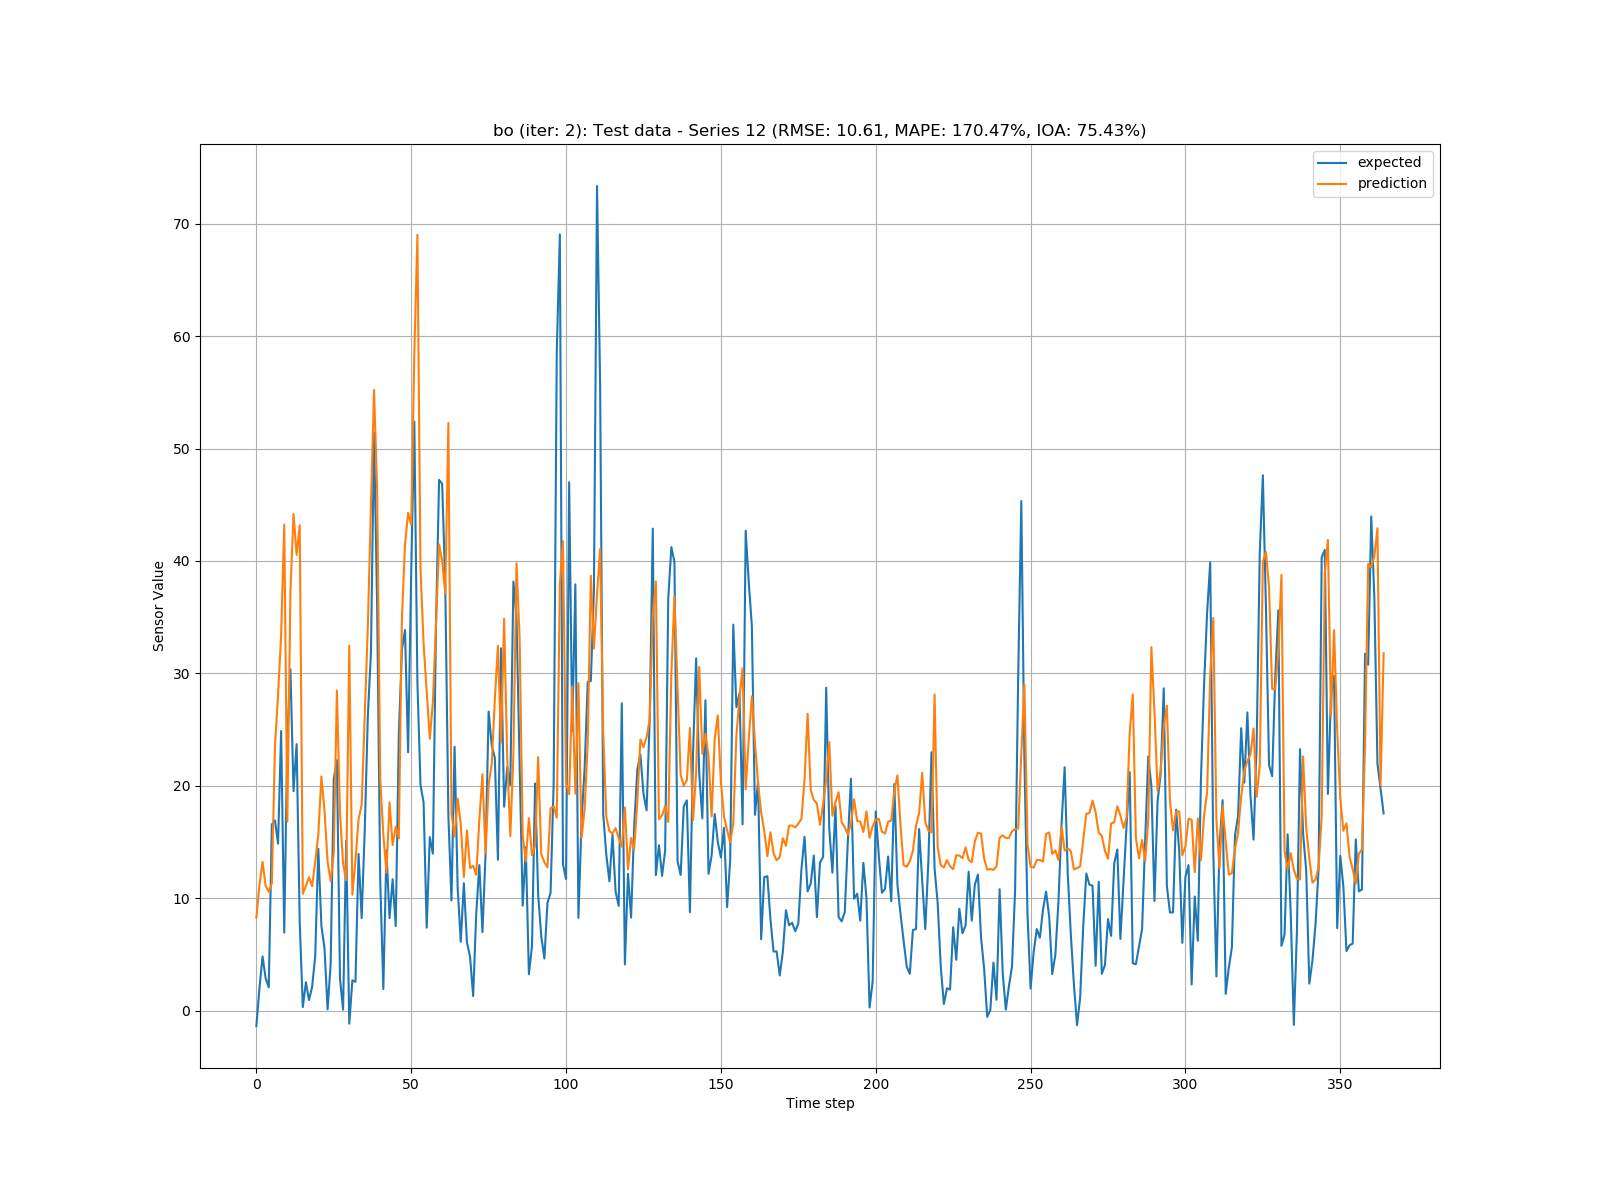 bo (iter: 2): Test data - Series 12 (RMSE: 10.61, MAPE: 170.47%, IOA: 75.43%)
expected
prediction
70
60
50
40
30
20
10
0
Sensor Value
0 50 100 150 200 250 300 350
Time step